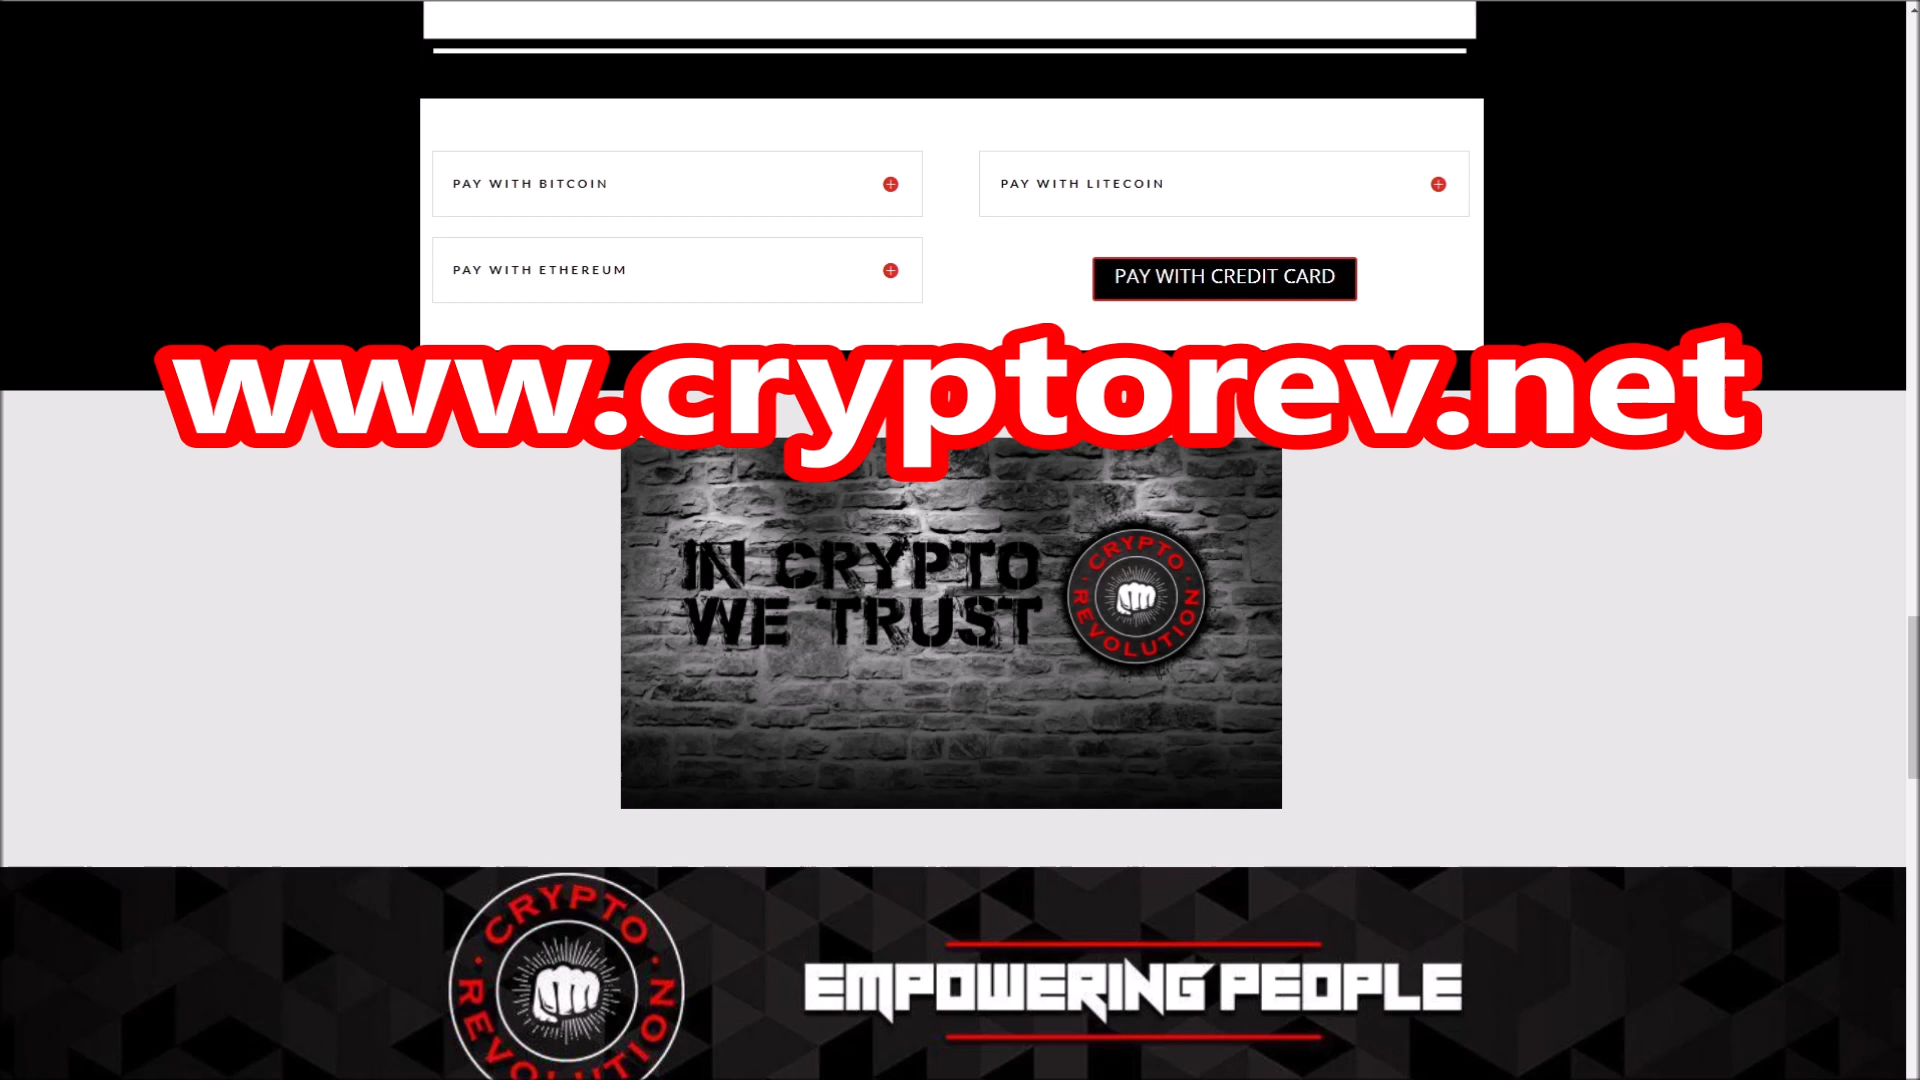 PAY WITH BITCOIN
PAY WITH LITECOIN
PAY WITH ETHEREUM
PAY WITH CREDIT CARD
www.cryptorev.net
IN CRYPTO
WE TRUST
CRYPTO
REVOLUTION
CRYPTO
REVOLUTION
EMPOWERING PEOPLE